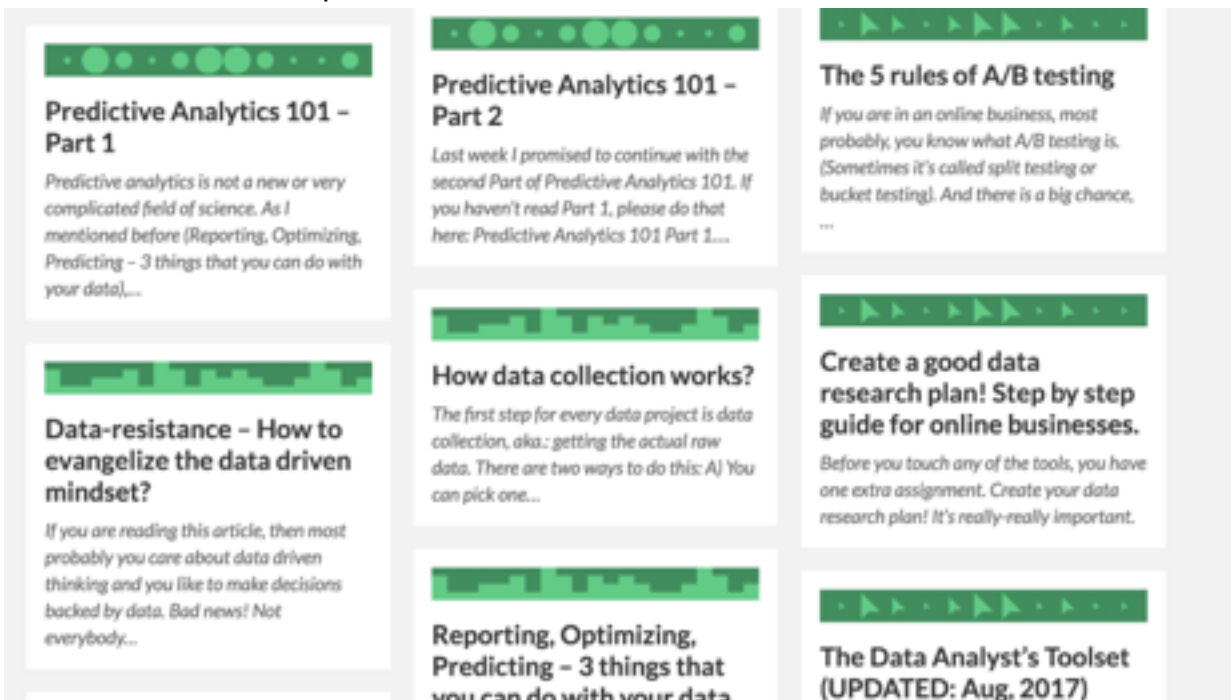 Predictive Analytics 101 –
Part 1
Predictive analytics is not a new or very
complicated field of science. As I
mentioned before (Reporting, Optimizing,
Predicting – 3 things that you can do with
your data),...
Data-resistance – How to
evangelize the data driven
mindset?
If you are reading this article, then most
probably you care about data driven
thinking and you like to make decisions
backed by data. Bad news! Not
everybody...
Predictive Analytics 101 –
Part 2
Last week I promised to continue with the
second Part of Predictive Analytics 101. If
you haven't read Part 1, please do that
here: Predictive Analytics 101 Part 1....
How data collection works?
The first step for every data project is data
collection, aka.: getting the actual raw
data. There are two ways to do this: A) You
can pick one...
Reporting, Optimizing,
Predicting – 3 things that
you can do with your data
The 5 rules of A/B testing
If you are in an online business, most
probably, you know what A/B testing is.
(Sometimes it's called split testing or
bucket testing). And there is a big chance,
...
Create a good data
research plan! Step by step
guide for online businesses.
Before you touch any of the tools, you have
one extra assignment. Create your data
research plan! It's really-really important.
The Data Analyst's Toolset
(UPDATED: Aug, 2017)